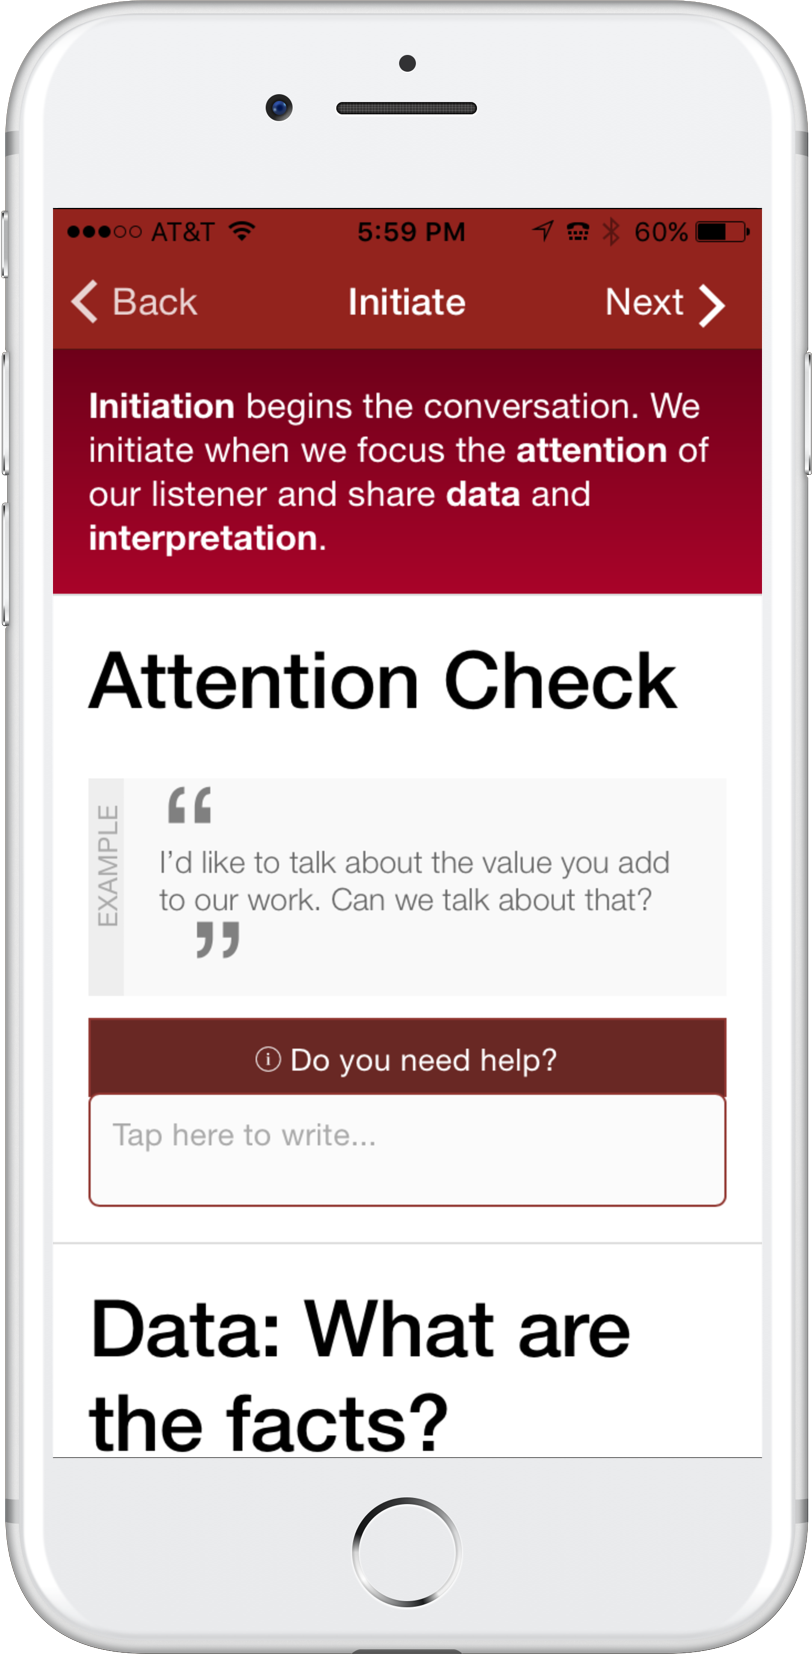 AT&T 5:59 PM 60%
Back Initiate Next
Initiation begins the conversation. We
initiate when we focus the attention of
our listener and share data and
interpretation.
Attention Check
EXAMPLE
“
I’d like to talk about the value you add
to our work. Can we talk about that?
”
Do you need help?
Tap here to write...
Data: What are
the facts?